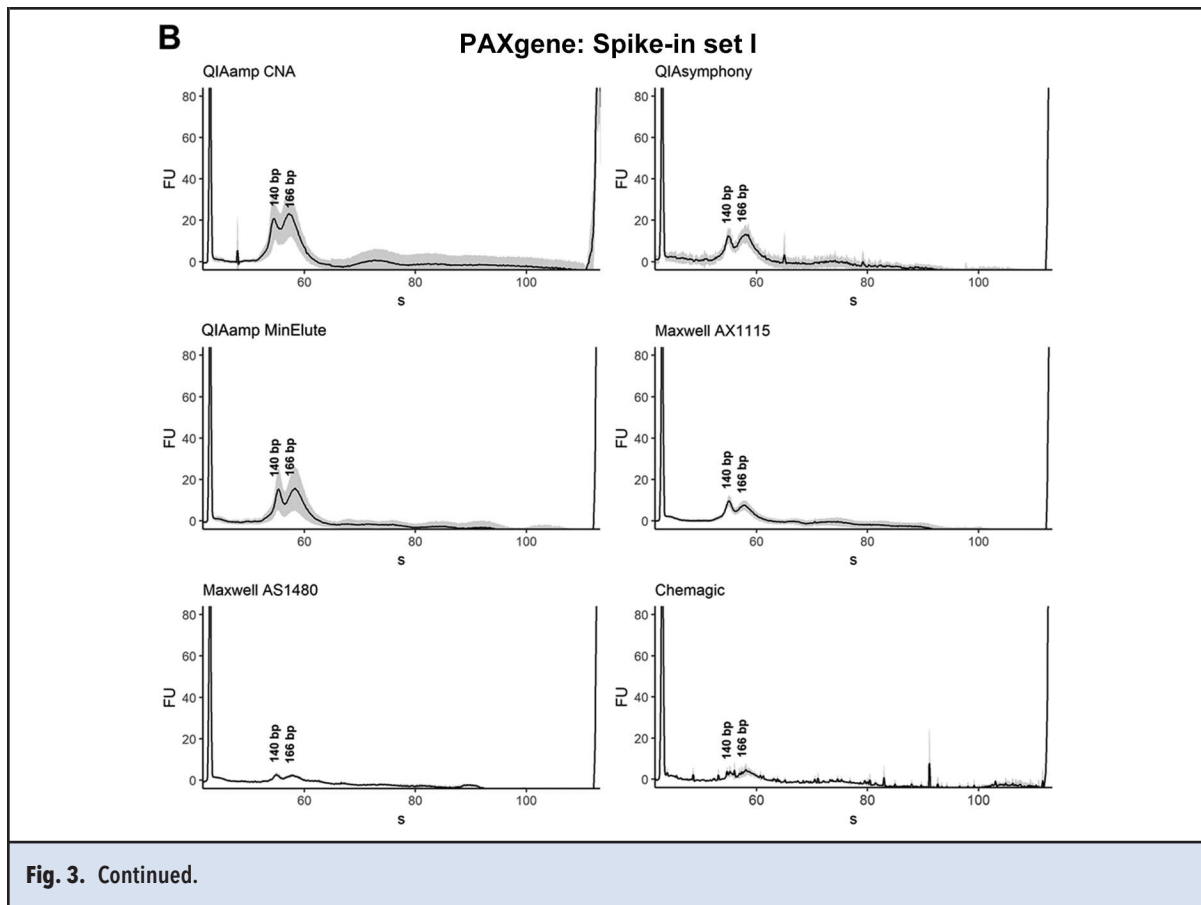 B
PAXgene: Spike-in set I
QIAamp CNA
80
60
40
20
0
FU
140 bp
166 bp
60
80
100
s
QIAsymphony
80
60
40
20
0
FU
140 bp
166 bp
60
80
100
s
QIAamp MinElute
80
60
40
20
0
FU
140 bp
166 bp
60
80
100
s
Maxwell AX1115
80
60
40
20
0
FU
140 bp
166 bp
60
80
100
s
Maxwell AS1480
80
60
40
20
0
FU
140 bp
166 bp
60
80
100
s
Chemagic
80
60
40
20
0
FU
140 bp
166 bp
60
80
100
s
Fig. 3. Continued.